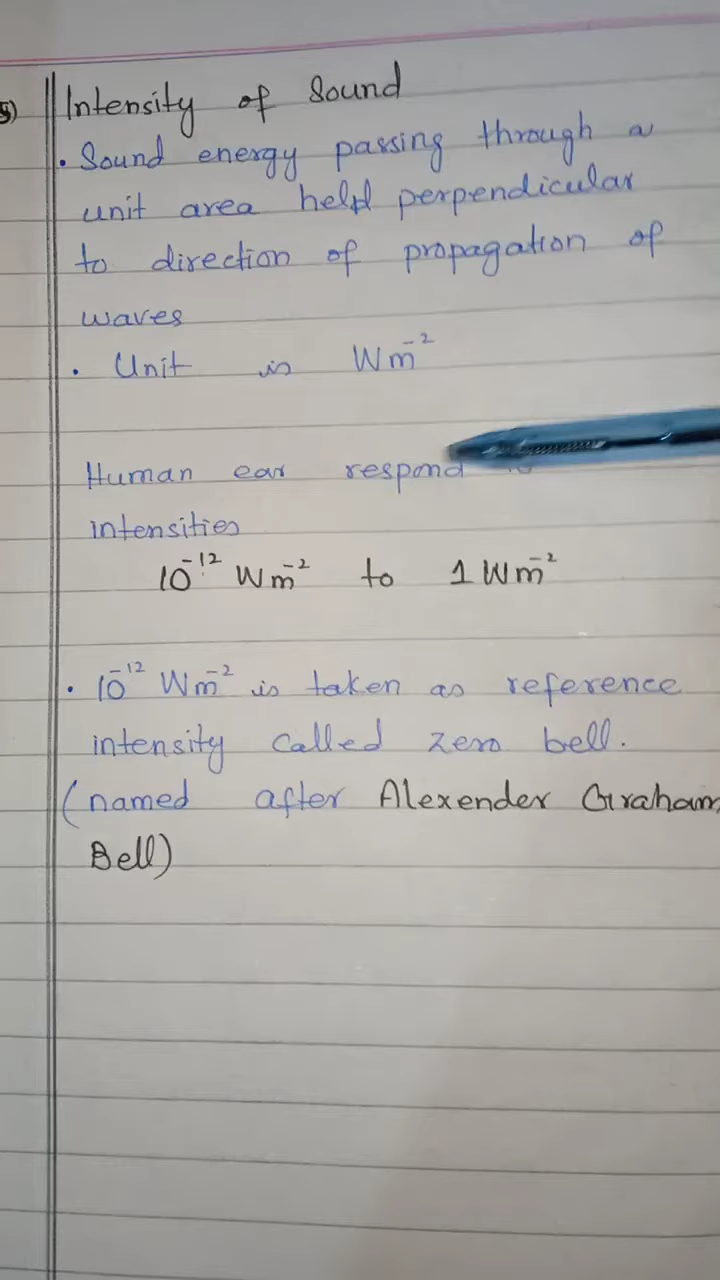 5) Intensity of Sound
. Sound energy passing through a
unit area held perpendicular
to direction of propagation of
waves
. Unit is Wm⁻²
Human ear respond
intensities
10⁻¹² Wm⁻² to 1 Wm⁻²
. 10⁻¹² Wm⁻² is taken as reference
intensity called zero bell.
(named after Alexender Graham
Bell)